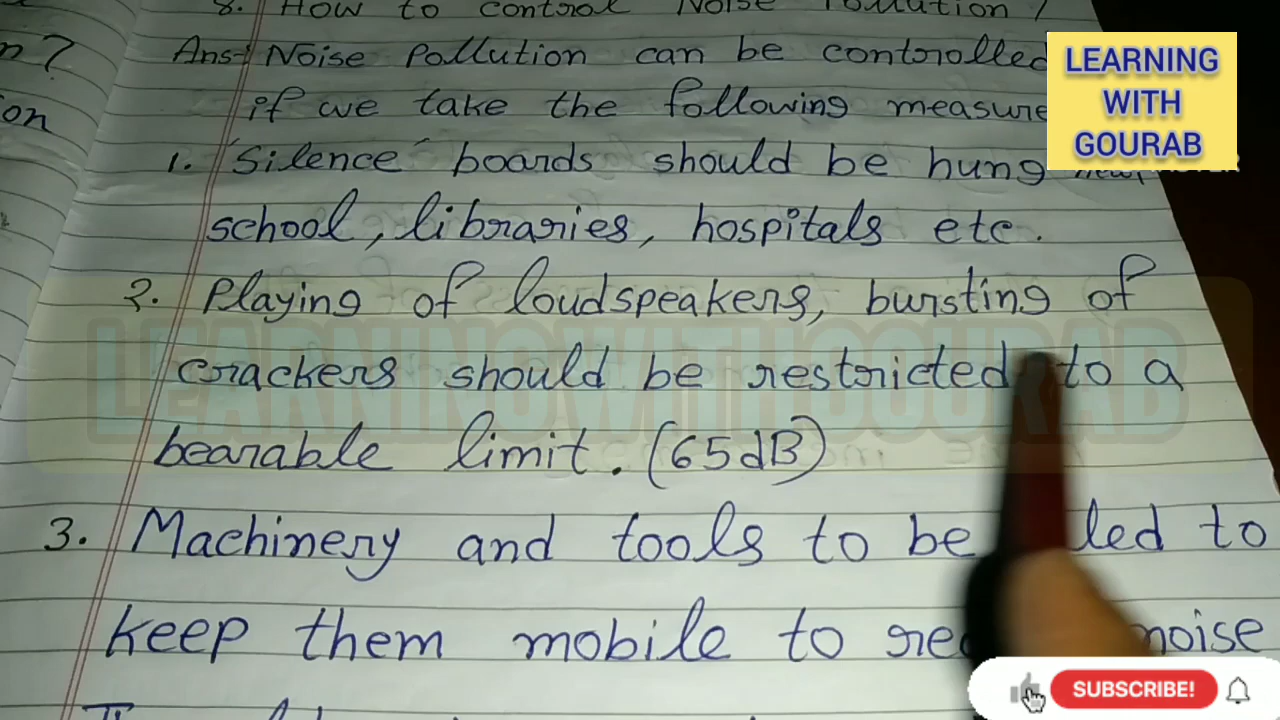 8. How to control Noise Pollution?
n?
Ans:- Noise Pollution can be controlled
on
if we take the following measure
1. "Silence" boards should be hung near
school, libraries, hospitals etc.
2. Playing of loudspeakers, bursting of
crackers should be restricted to a
bearable limit. (65dB)
3. Machinery and tools to be led to
keep them mobile to noise
LEARNING
WITH
GOURAB
LEARNINGWITHGOURAB
SUBSCRIBE!